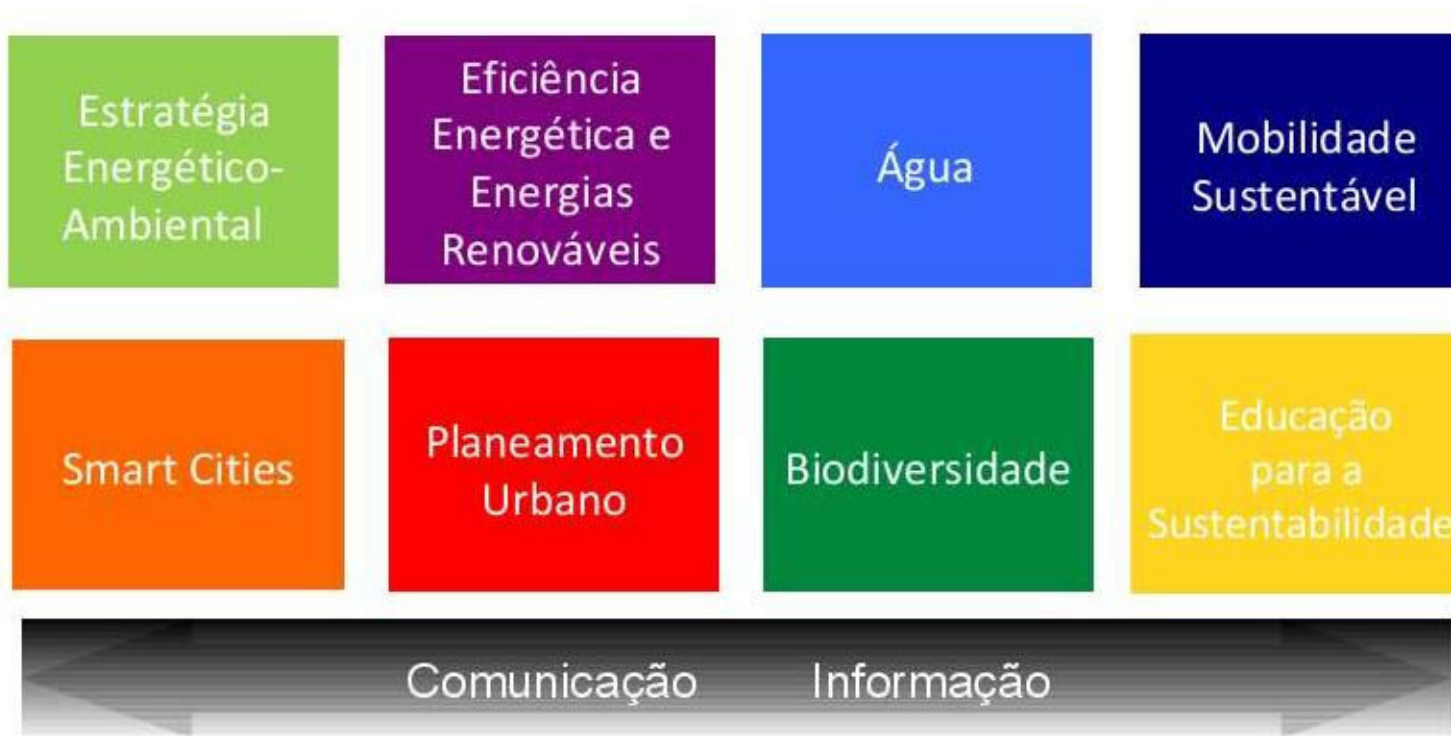 Estratégia
Energético-
Ambiental
Eficiência
Energética e
Energias
Renováveis
Água
Mobilidade
Sustentável
Smart Cities
Planeamento
Urbano
Biodiversidade
Educação
para a
Sustentabilidade
Comunicação Informação